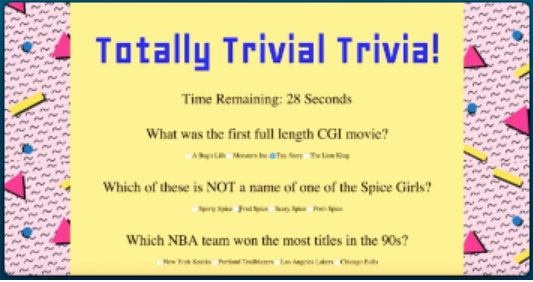 Totally Trivial Trivia!
Time Remaining: 28 Seconds
What was the first full length CGI movie?
A Bug's Life Monsters Inc. Toy Story The Lion King
Which of these is NOT a name of one of the Spice Girls?
Sporty Spice Fred Spice Scary Spice Posh Spice
Which NBA team won the most titles in the 90s?
New York Knicks Portland Trailblazers Los Angeles Lakers Chicago Bulls